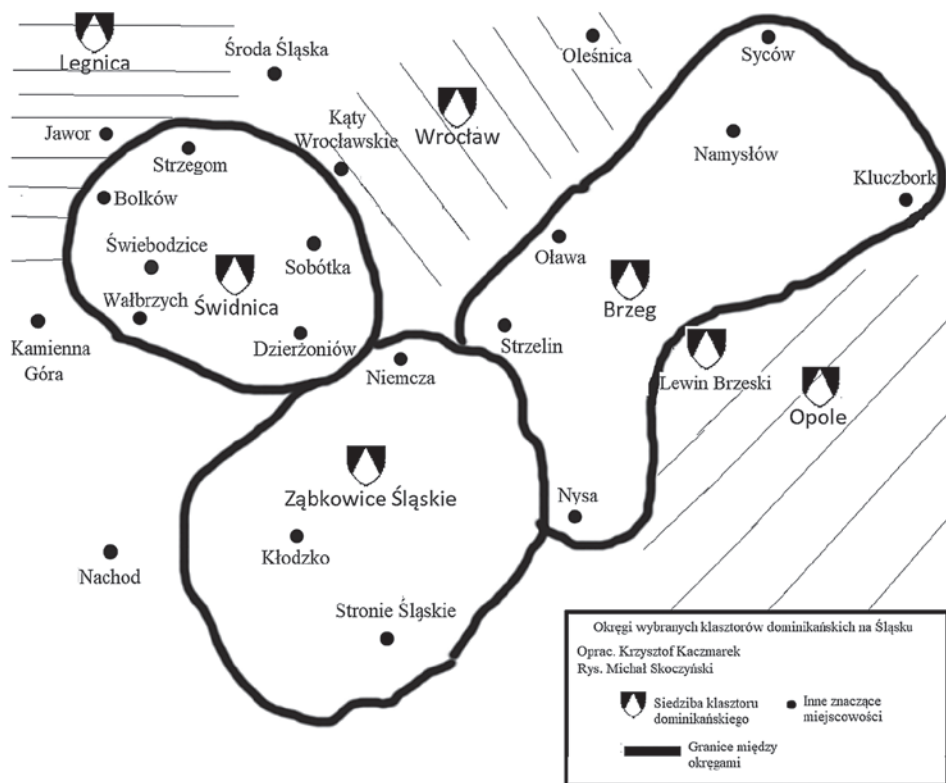 Legnica
Środa Śląska
Oleśnica
Syców
Jawor
Kąty
Wrocławskie
Wrocław
Strzegom
Namysłów
Bolków
Kluczbork
Świebodzice
Sobótka
Oława
Wałbrzych
Świdnica
Brzeg
Kamienna
Góra
Dzierżoniów
Niemcza
Strzelin
Lewin Brzeski
Opole
Ząbkowice Śląskie
Nysa
Kłodzko
Nachod
Stronie Śląskie
Okręgi wybranych klasztorów dominikańskich na Śląsku
Oprac. Krzysztof Kaczmarek
Rys. Michał Skoczyński
Siedziba klasztoru
dominikańskiego
Inne znaczące
miejscowości
Granice między
okręgami